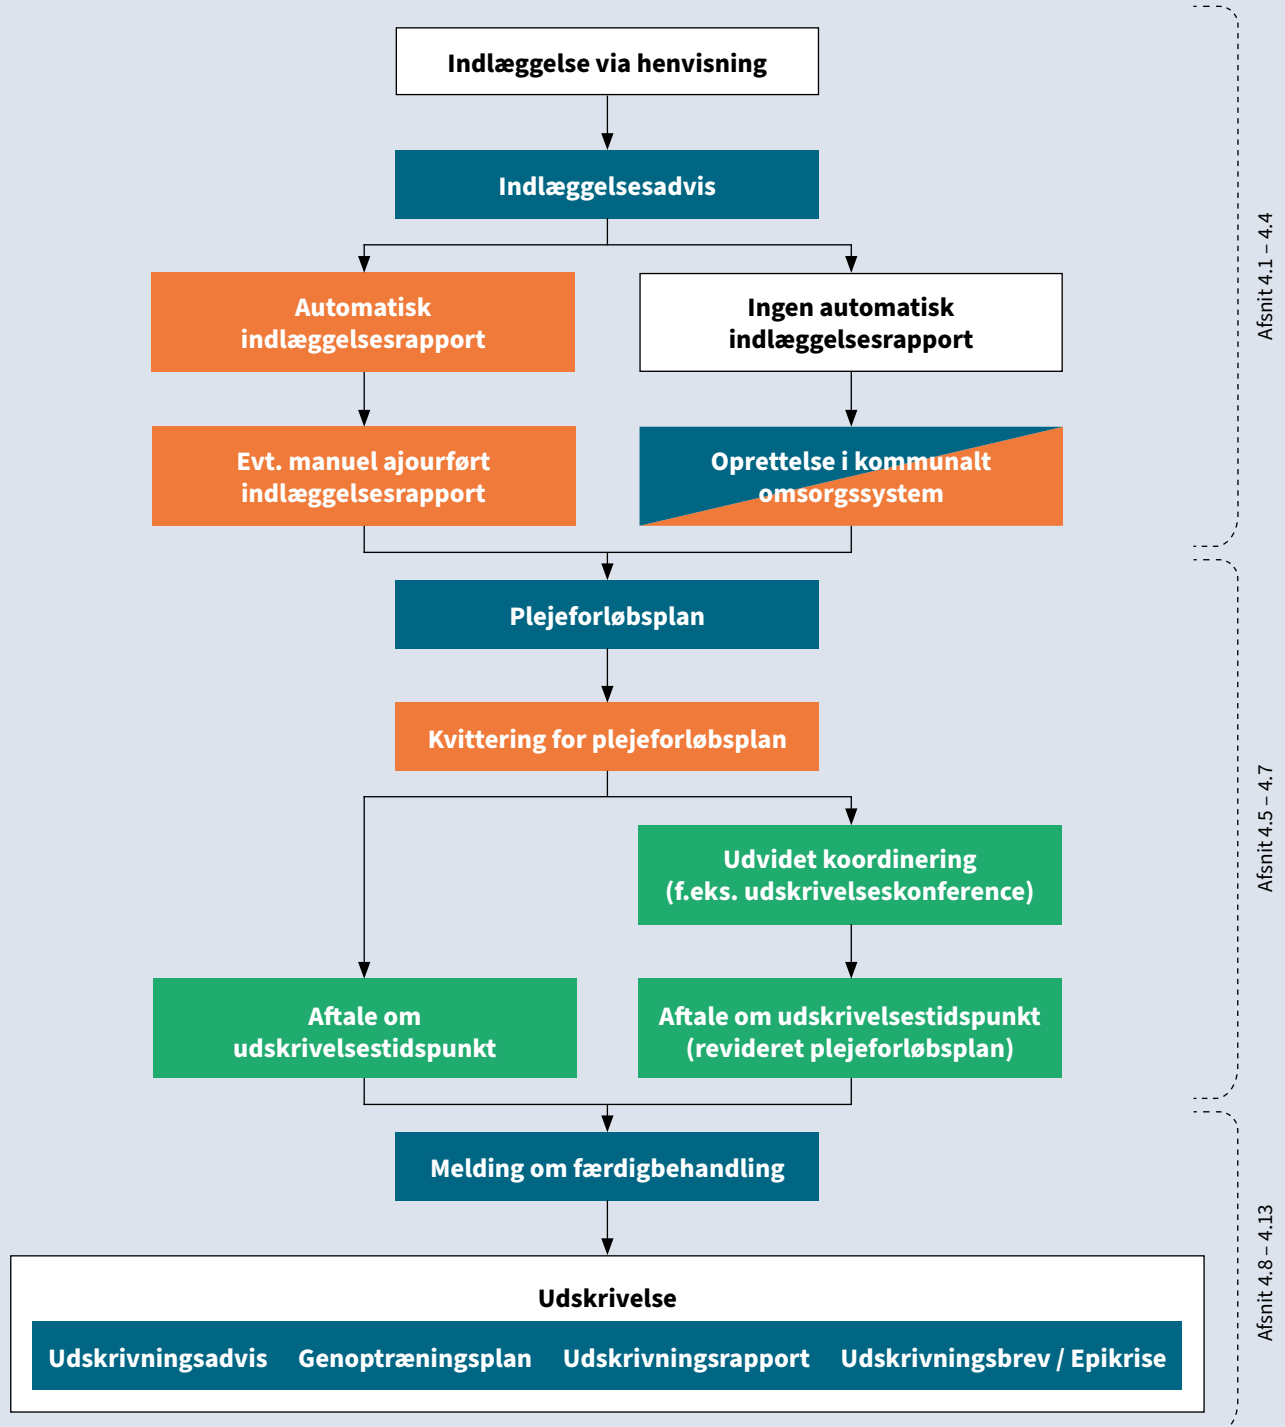 Indlæggelse via henvisning
Indlæggelsesadvis
Automatisk
indlæggelsesrapport
Ingen automatisk
indlæggelsesrapport
Evt. manuel ajourført
indlæggelsesrapport
Oprettelse i kommunalt
omsorgssystem
Afsnit 4.1 – 4.4
Plejeforløbsplan
Kvittering for plejeforløbsplan
Udvidet koordinering
(f.eks. udskrivelseskonference)
Aftale om
udskrivelsestidspunkt
Aftale om udskrivelsestidspunkt
(revideret plejeforløbsplan)
Afsnit 4.5 – 4.7
Melding om færdigbehandling
Udskrivelse
Udskrivningsadvis Genoptræningsplan Udskrivningsrapport Udskrivningsbrev / Epikrise
Afsnit 4.8 – 4.13